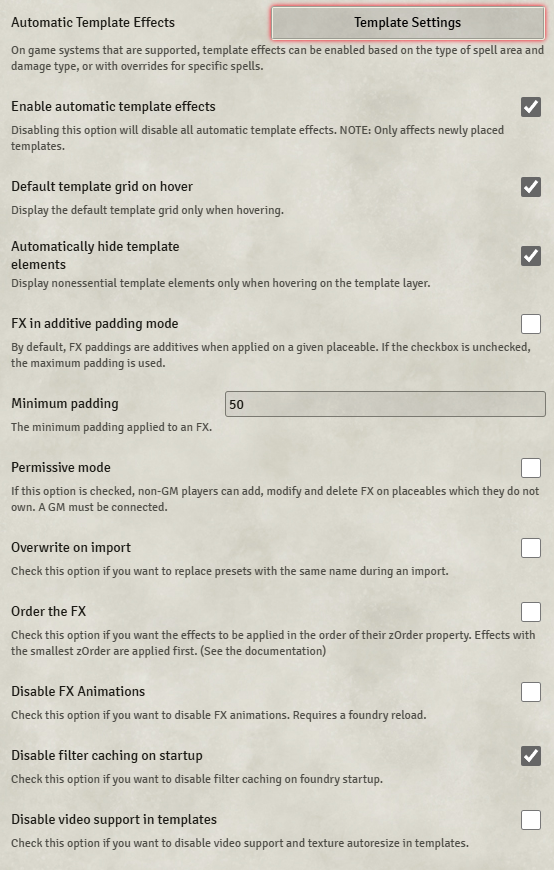 Automatic Template Effects
Template Settings
On game systems that are supported, template effects can be enabled based on the type of spell area and
damage type, or with overrides for specific spells.
Enable automatic template effects
Disabling this option will disable all automatic template effects. NOTE: Only affects newly placed
templates.
Default template grid on hover
Display the default template grid only when hovering.
Automatically hide template
elements
Display nonessential template elements only when hovering on the template layer.
FX in additive padding mode
By default, FX paddings are additives when applied on a given placeable. If the checkbox is unchecked,
the maximum padding is used.
Minimum padding
50
The minimum padding applied to an FX.
Permissive mode
If this option is checked, non-GM players can add, modify and delete FX on placeables which they do not
own. A GM must be connected.
Overwrite on import
Check this option if you want to replace presets with the same name during an import.
Order the FX
Check this option if you want the effects to be applied in the order of their zOrder property. Effects with
the smallest zOrder are applied first. (See the documentation)
Disable FX Animations
Check this option if you want to disable FX animations. Requires a foundry reload.
Disable filter caching on startup
Check this option if you want to disable filter caching on foundry startup.
Disable video support in templates
Check this option if you want to disable video support and texture autoresize in templates.